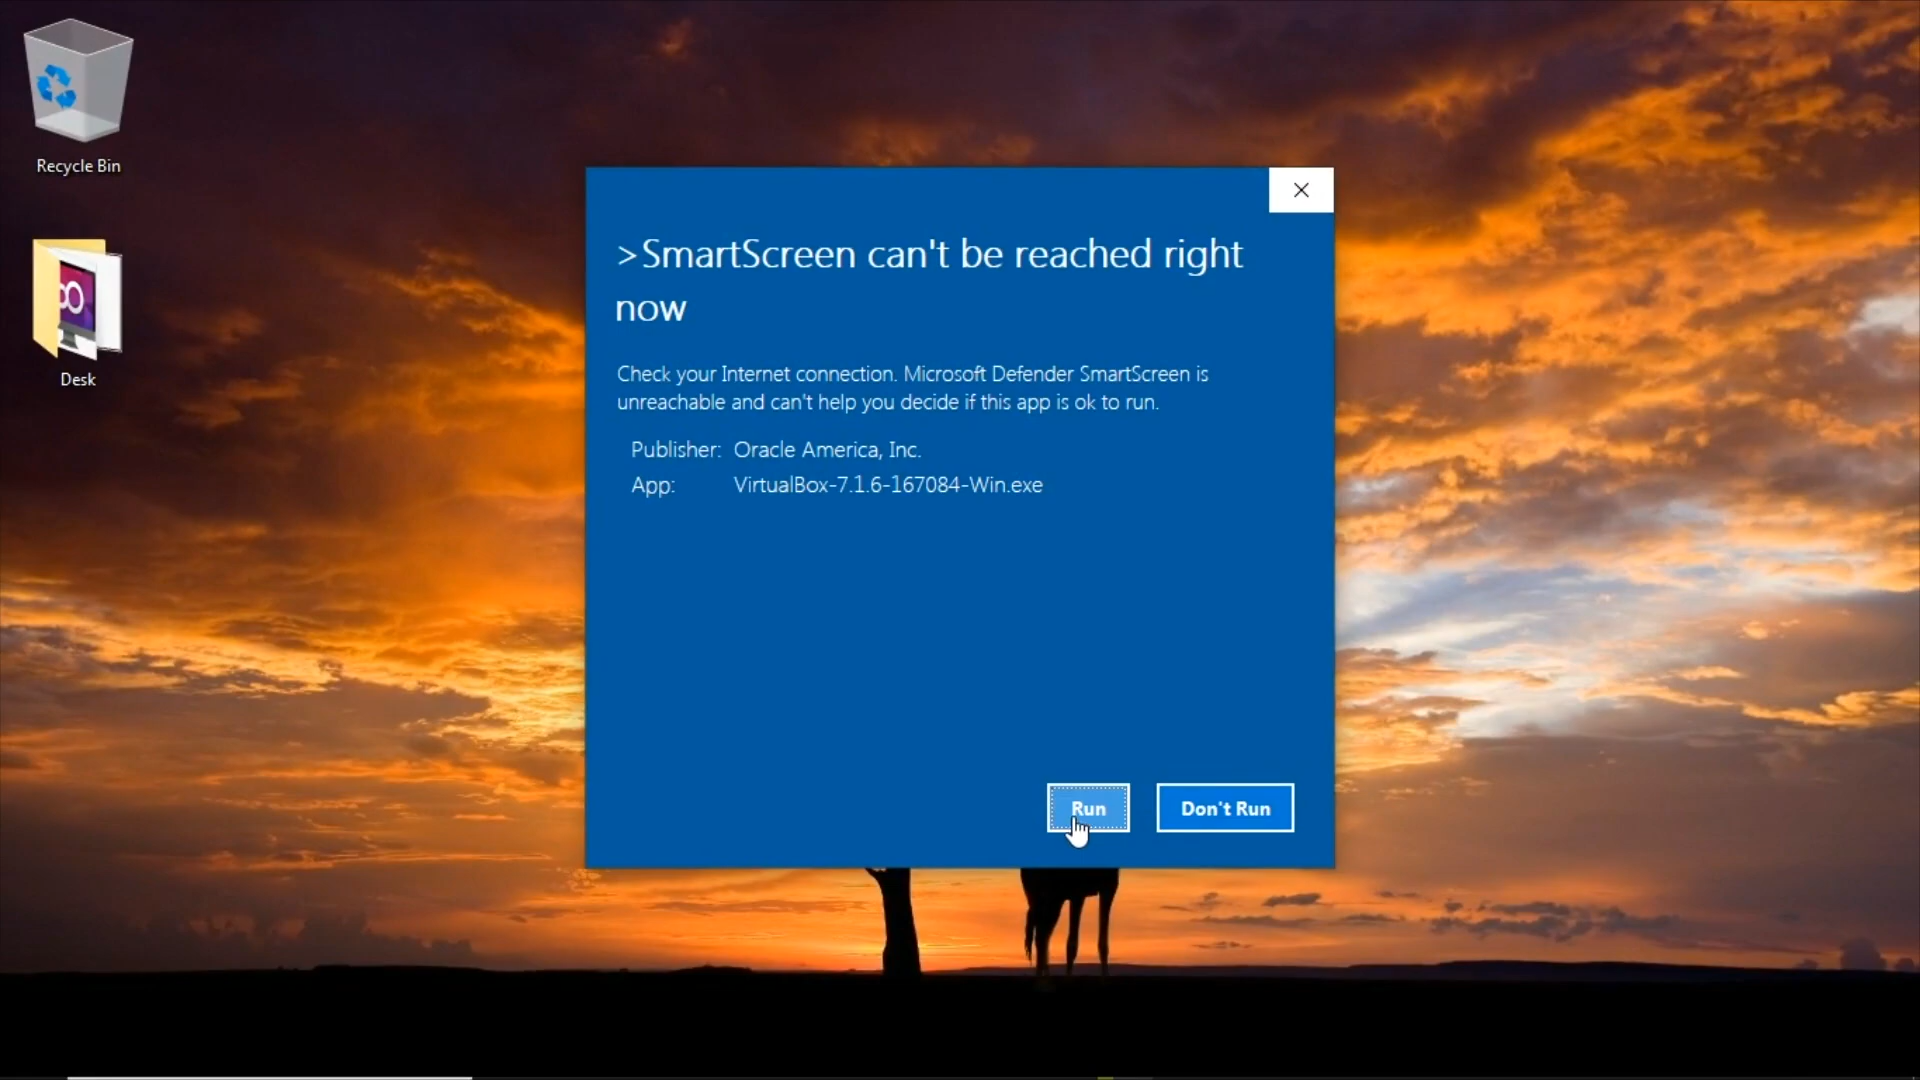 Recycle Bin
Desk
>SmartScreen can't be reached right
now
Check your Internet connection. Microsoft Defender SmartScreen is
unreachable and can't help you decide if this app is ok to run.
Publisher: Oracle America, Inc.
App: VirtualBox-7.1.6-167084-Win.exe
Run
Don't Run